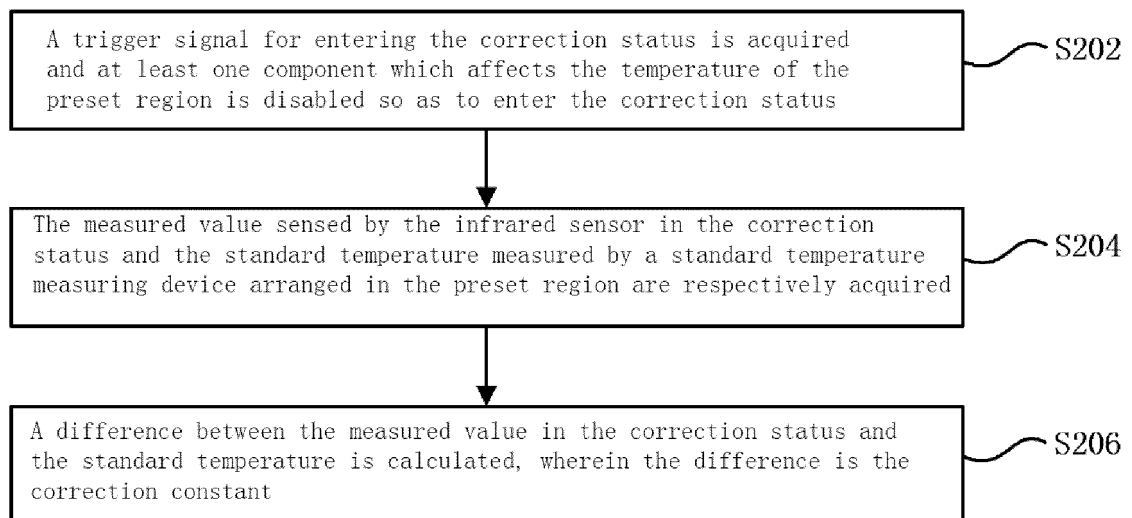 A trigger signal for entering the correction status is acquired
and at least one component which affects the temperature of the
preset region is disabled so as to enter the correction status
S202
The measured value sensed by the infrared sensor in the correction
status and the standard temperature measured by a standard temperature
measuring device arranged in the preset region are respectively acquired
S204
A difference between the measured value in the correction status and
the standard temperature is calculated, wherein the difference is the
correction constant
S206